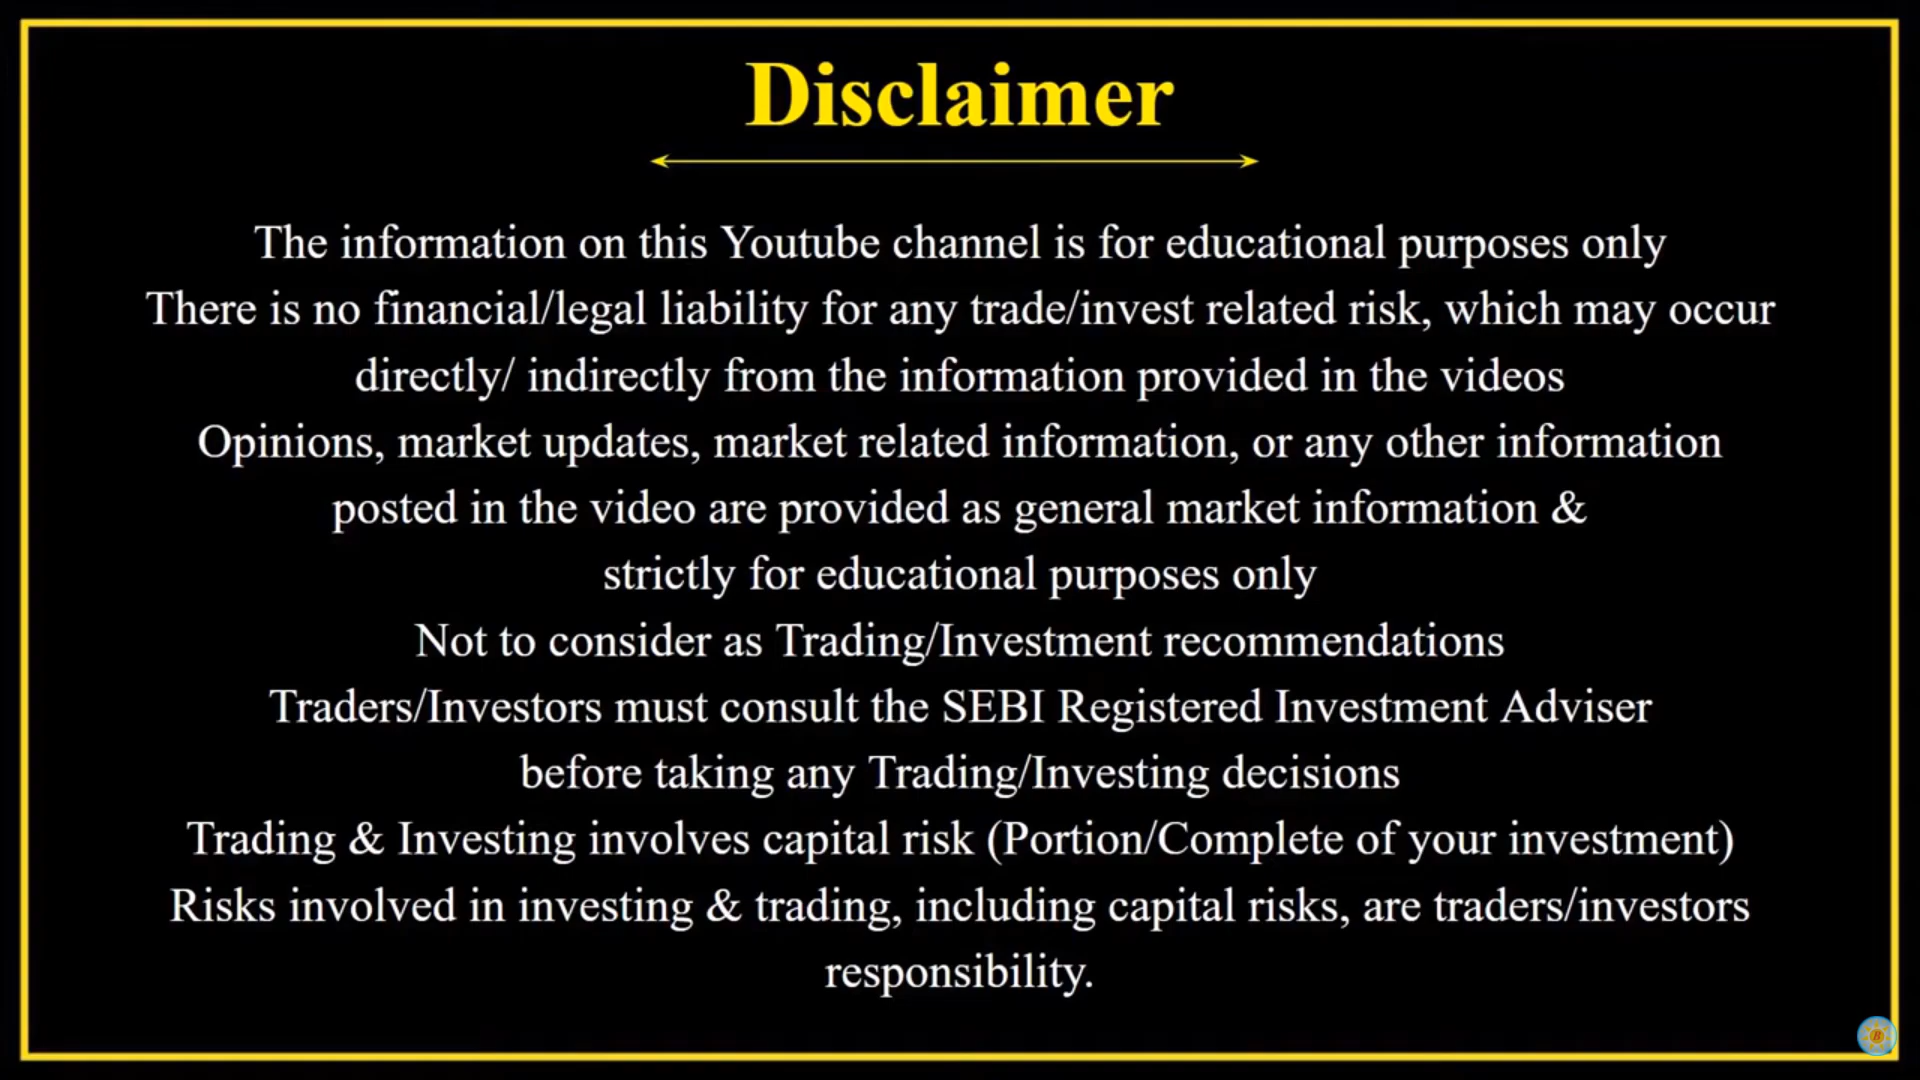 Disclaimer
The information on this Youtube channel is for educational purposes only
There is no financial/legal liability for any trade/invest related risk, which may occur
directly/ indirectly from the information provided in the videos
Opinions, market updates, market related information, or any other information
posted in the video are provided as general market information &
strictly for educational purposes only
Not to consider as Trading/Investment recommendations
Traders/Investors must consult the SEBI Registered Investment Adviser
before taking any Trading/Investing decisions
Trading & Investing involves capital risk (Portion/Complete of your investment)
Risks involved in investing & trading, including capital risks, are traders/investors
responsibility.